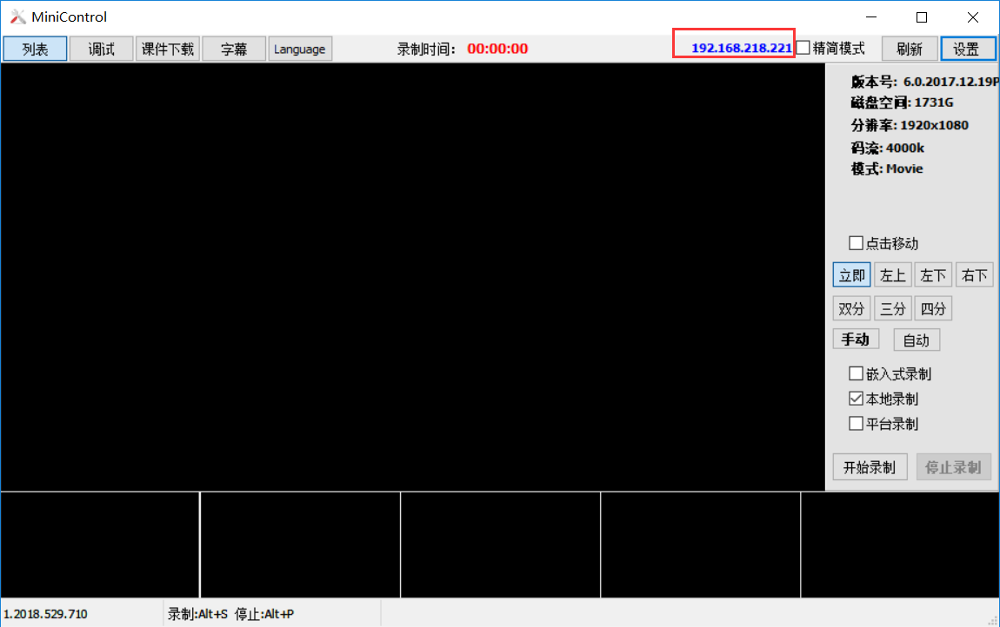 MiniControl
列表 调试 课件下载 字幕 Language 录制时间： 00:00:00 192.168.218.221 精简模式 刷新 设置
版本号: 6.0.2017.12.19P
磁盘空间: 1731G
分辨率: 1920x1080
码流: 4000k
模式: Movie
点击移动
立即 左上 左下 右下
双分 三分 四分
手动 自动
嵌入式录制
本地录制
平台录制
开始录制 停止录制
1.2018.529.710 录制:Alt+S 停止:Alt+P